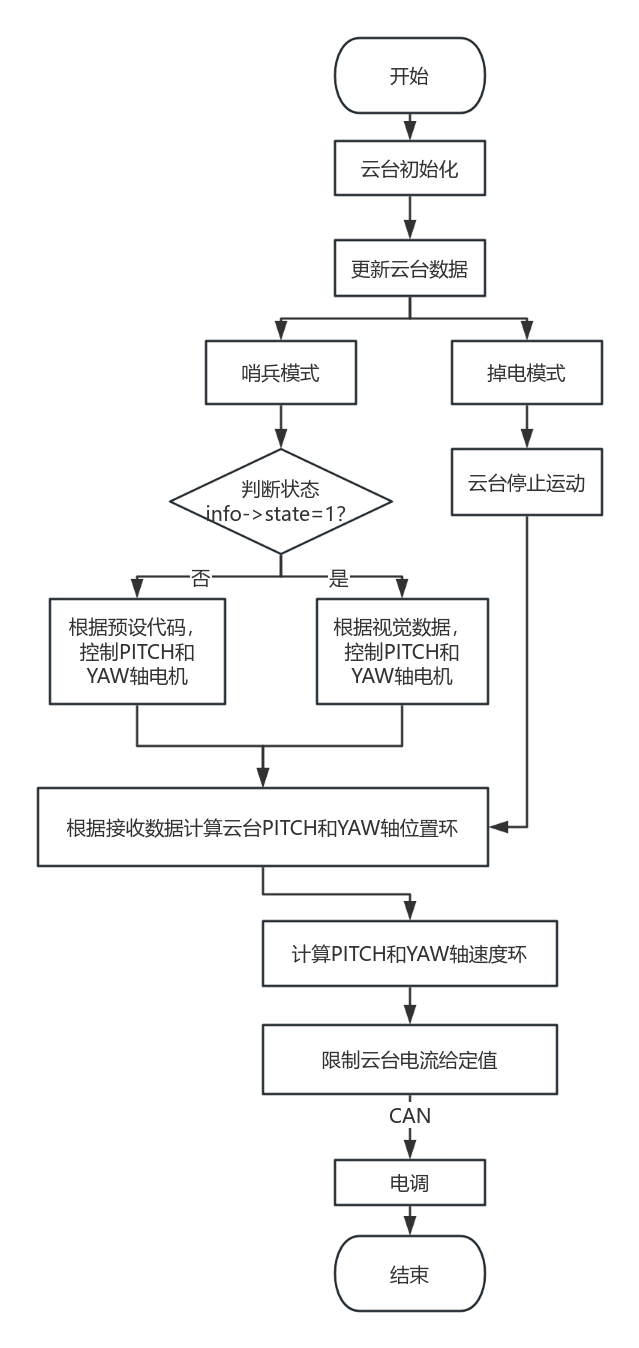 开始
云台初始化
更新云台数据
哨兵模式
掉电模式
判断状态
info->state=1?
云台停止运动
否
是
根据预设代码，
控制PITCH和
YAW轴电机
根据视觉数据，
控制PITCH和
YAW轴电机
根据接收数据计算云台PITCH和YAW轴位置环
计算PITCH和YAW轴速度环
限制云台电流给定值
CAN
电调
结束